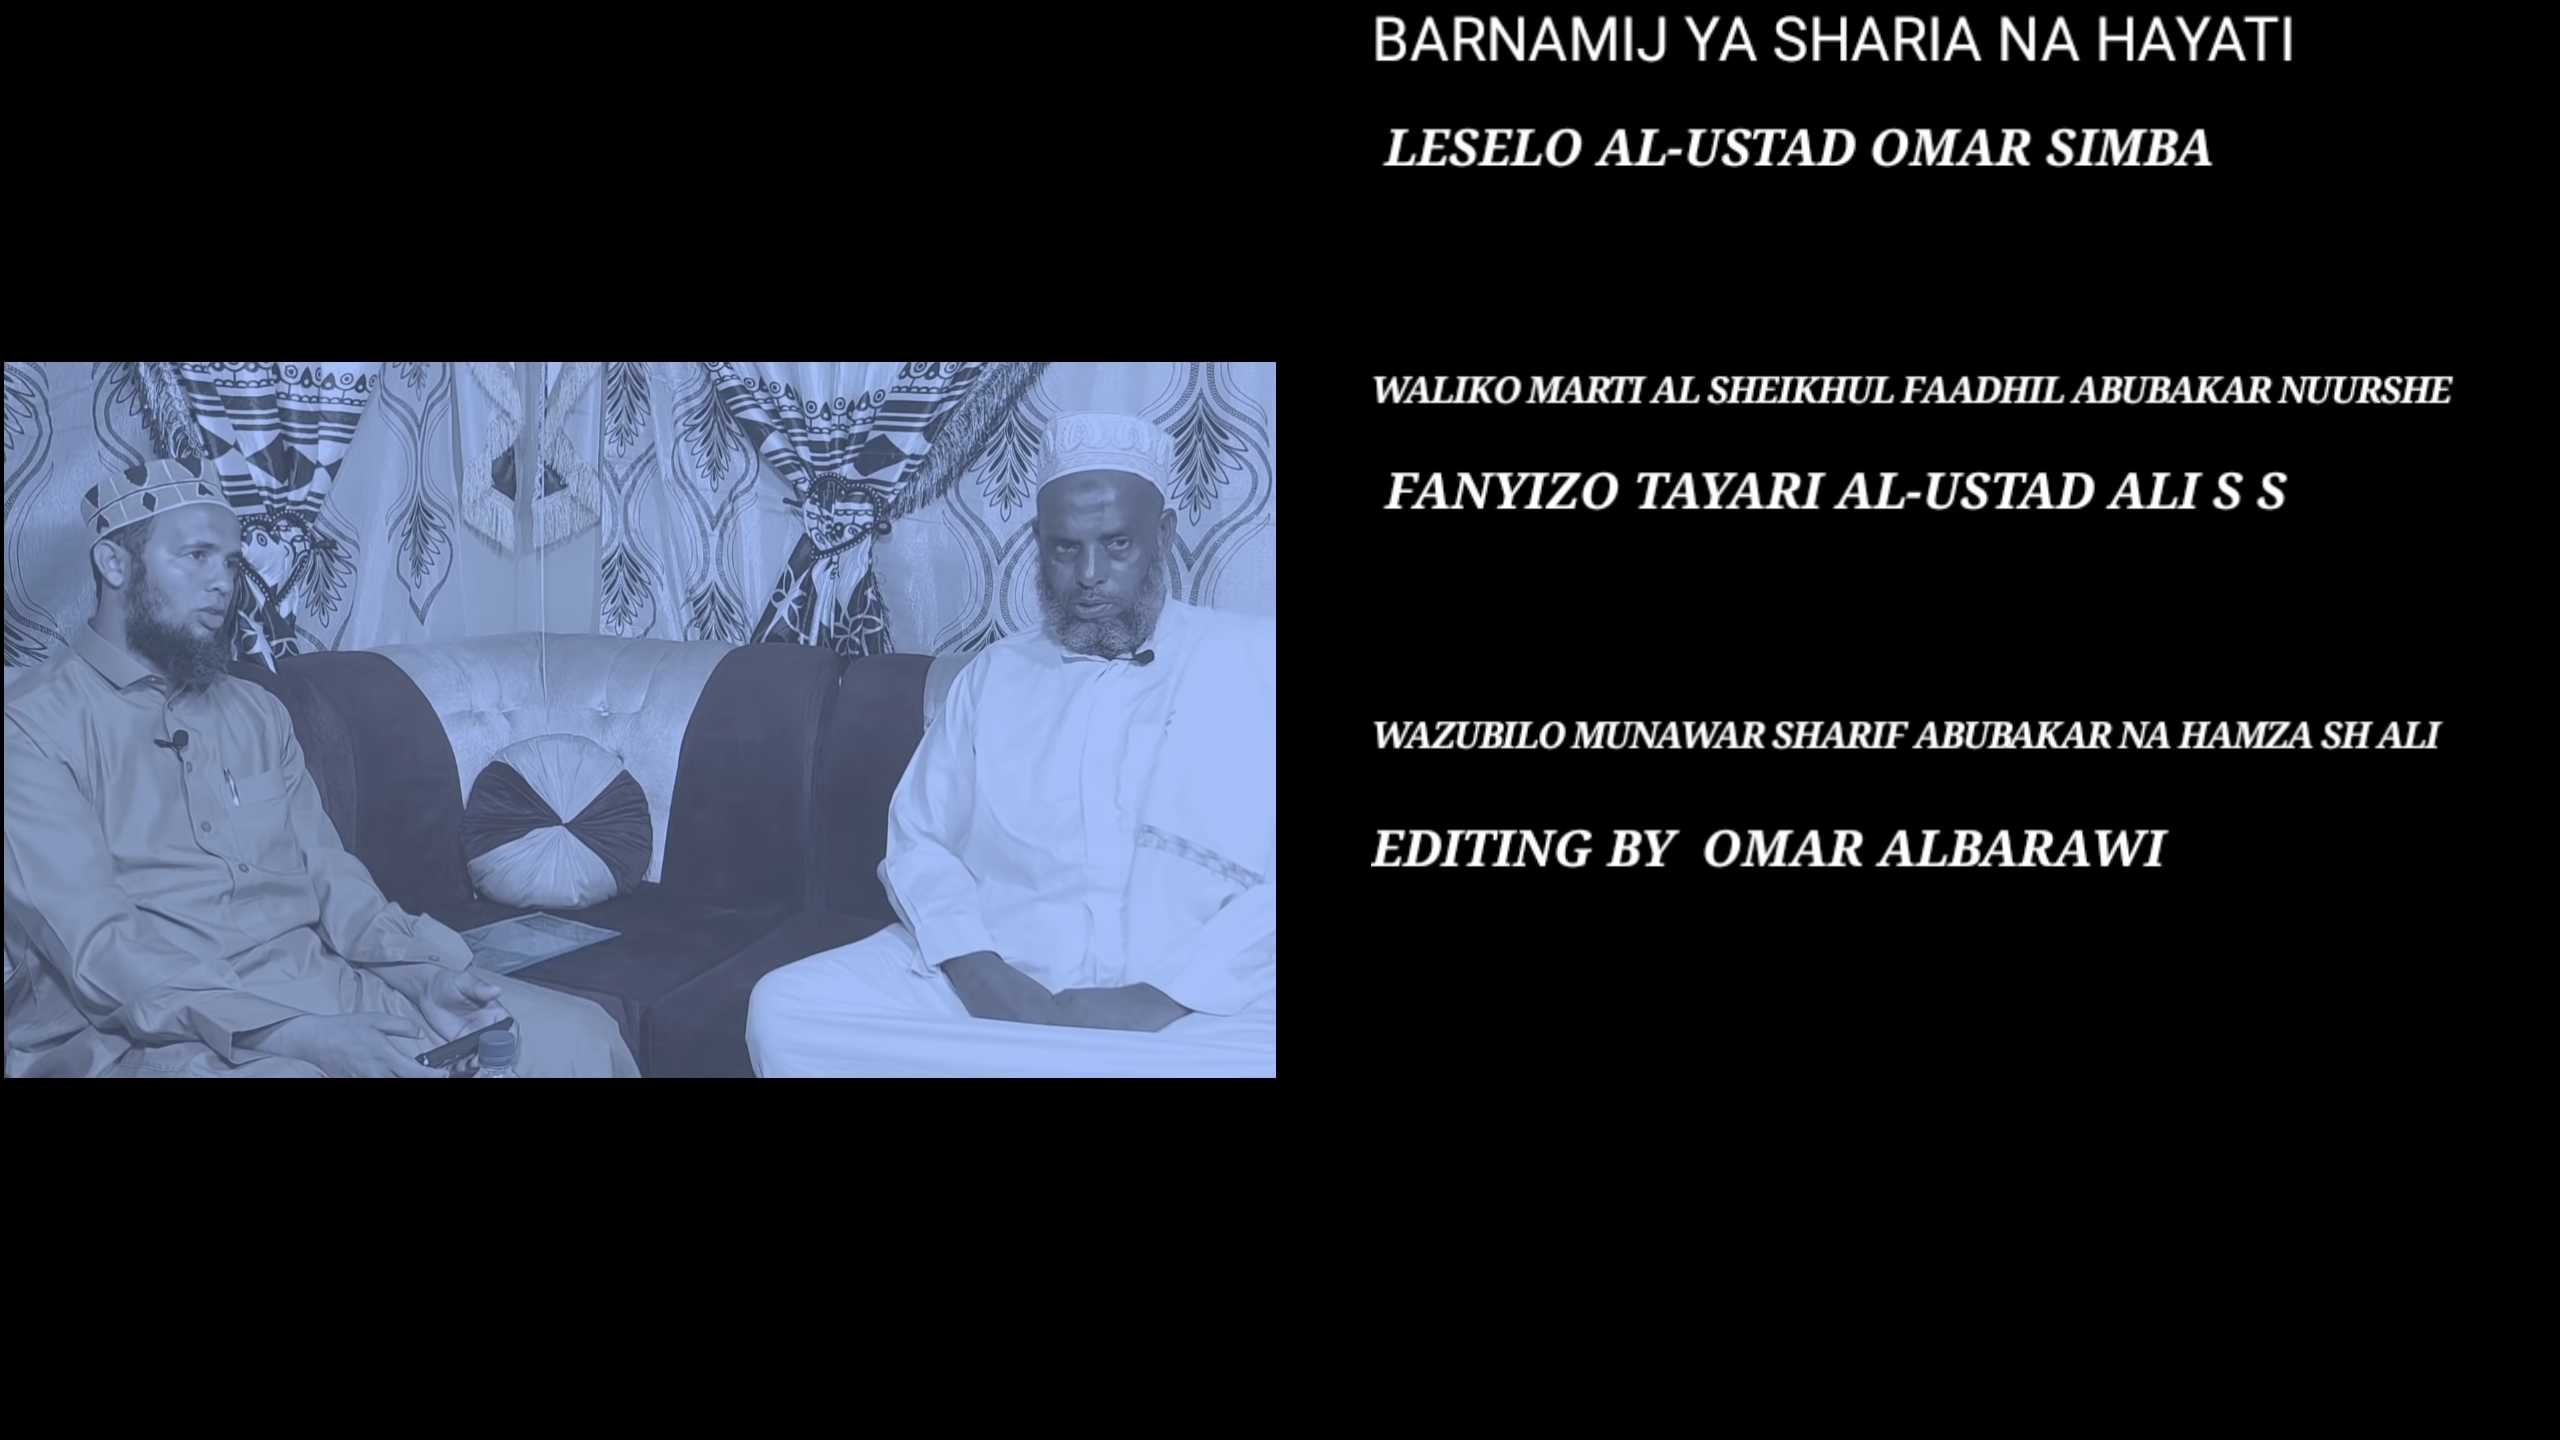 BARNAMIJ YA SHARIA NA HAYATI
LESELO AL-USTAD OMAR SIMBA
WALIKO MARTI AL SHEIKHUL FAADHIL ABUBAKAR NUURSHE
FANYIZO TAYARI AL-USTAD ALI S S
WAZUBILO MUNAWAR SHARIF ABUBAKAR NA HAMZA SH ALI
EDITING BY  OMAR ALBARAWI